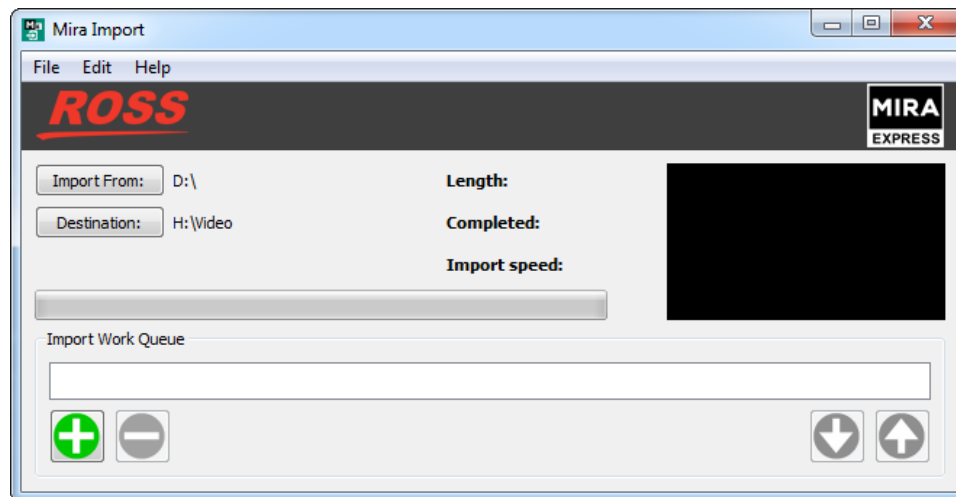 Mira Import
File Edit Help
ROSS
MIRA
EXPRESS
Import From: D:\ Length:
Destination: H:\Video Completed:
Import speed:
Import Work Queue